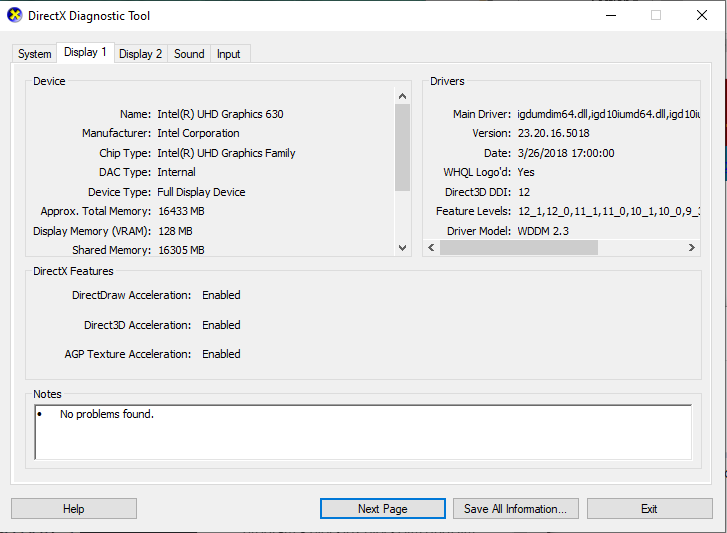 DirectX Diagnostic Tool
System Display 1 Display 2 Sound Input
Device
Name: Intel(R) UHD Graphics 630
Manufacturer: Intel Corporation
Chip Type: Intel(R) UHD Graphics Family
DAC Type: Internal
Device Type: Full Display Device
Approx. Total Memory: 16433 MB
Display Memory (VRAM): 128 MB
Shared Memory: 16305 MB
Drivers
Main Driver: igdumdim64.dll,igd10iumd64.dll,igd10iu
Version: 23.20.16.5018
Date: 3/26/2018 17:00:00
WHQL Logo'd: Yes
Direct3D DDI: 12
Feature Levels: 12_1,12_0,11_1,11_0,10_1,10_0,9_3
Driver Model: WDDM 2.3
DirectX Features
DirectDraw Acceleration: Enabled
Direct3D Acceleration: Enabled
AGP Texture Acceleration: Enabled
Notes
• No problems found.
Help Next Page Save All Information... Exit